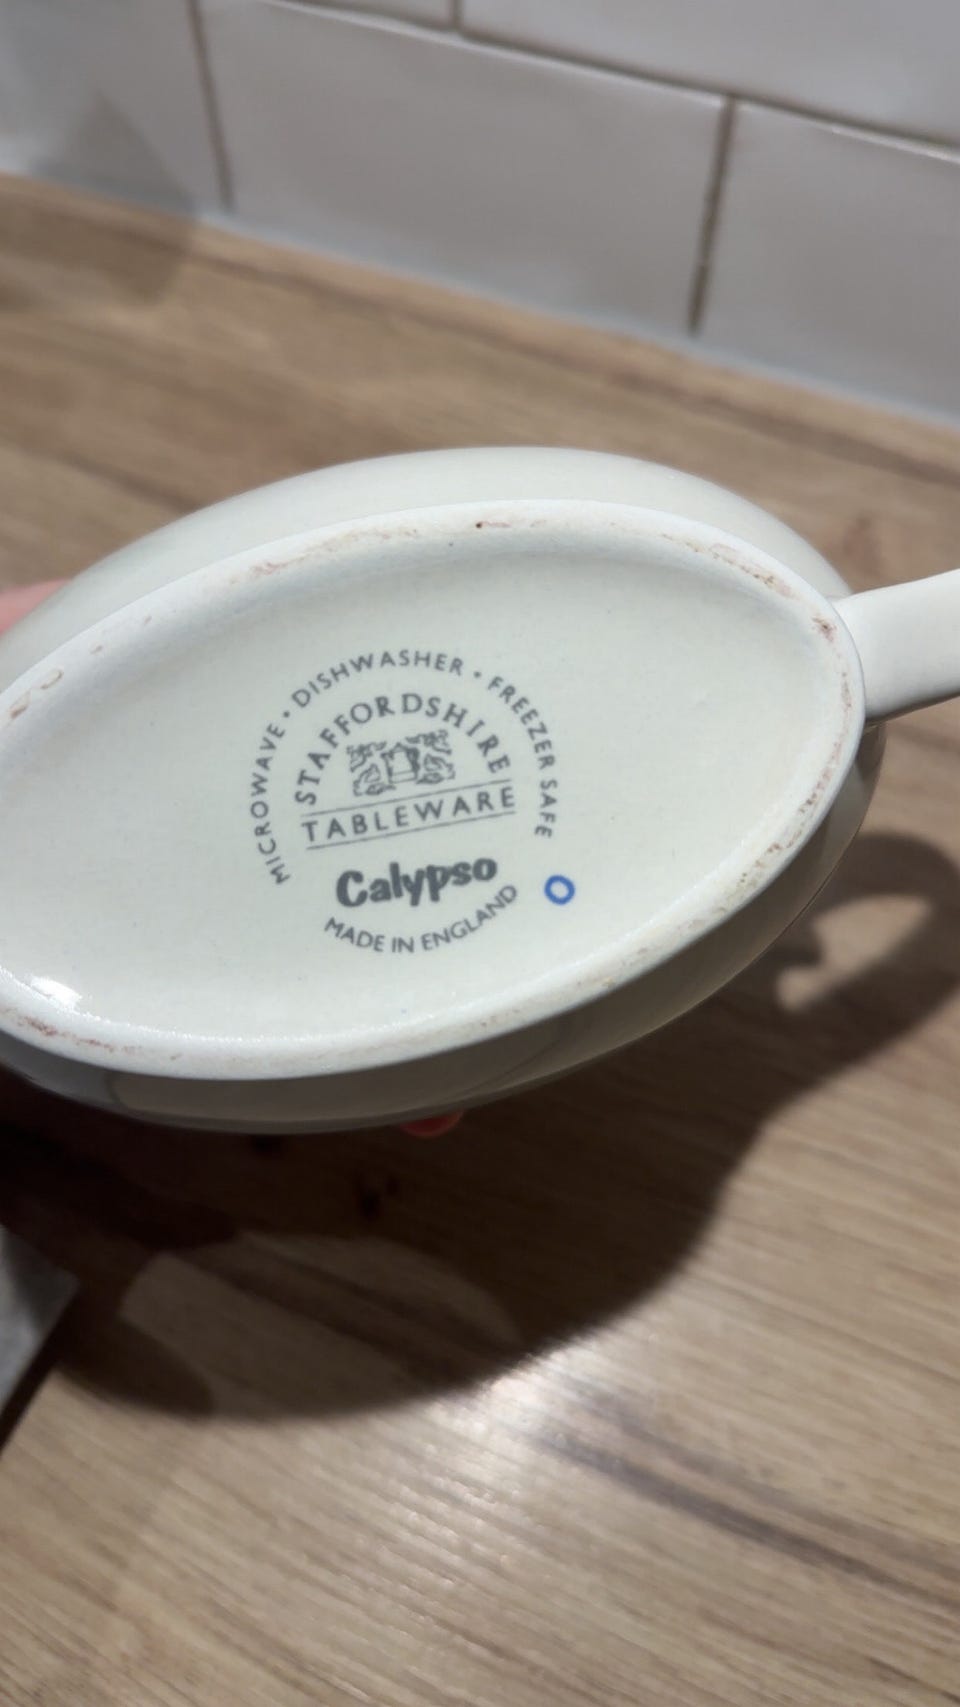 MICROWAVE • DISHWASHER • FREEZER SAFE
STAFFORDSHIRE
TABLEWARE
Calypso
MADE IN ENGLAND